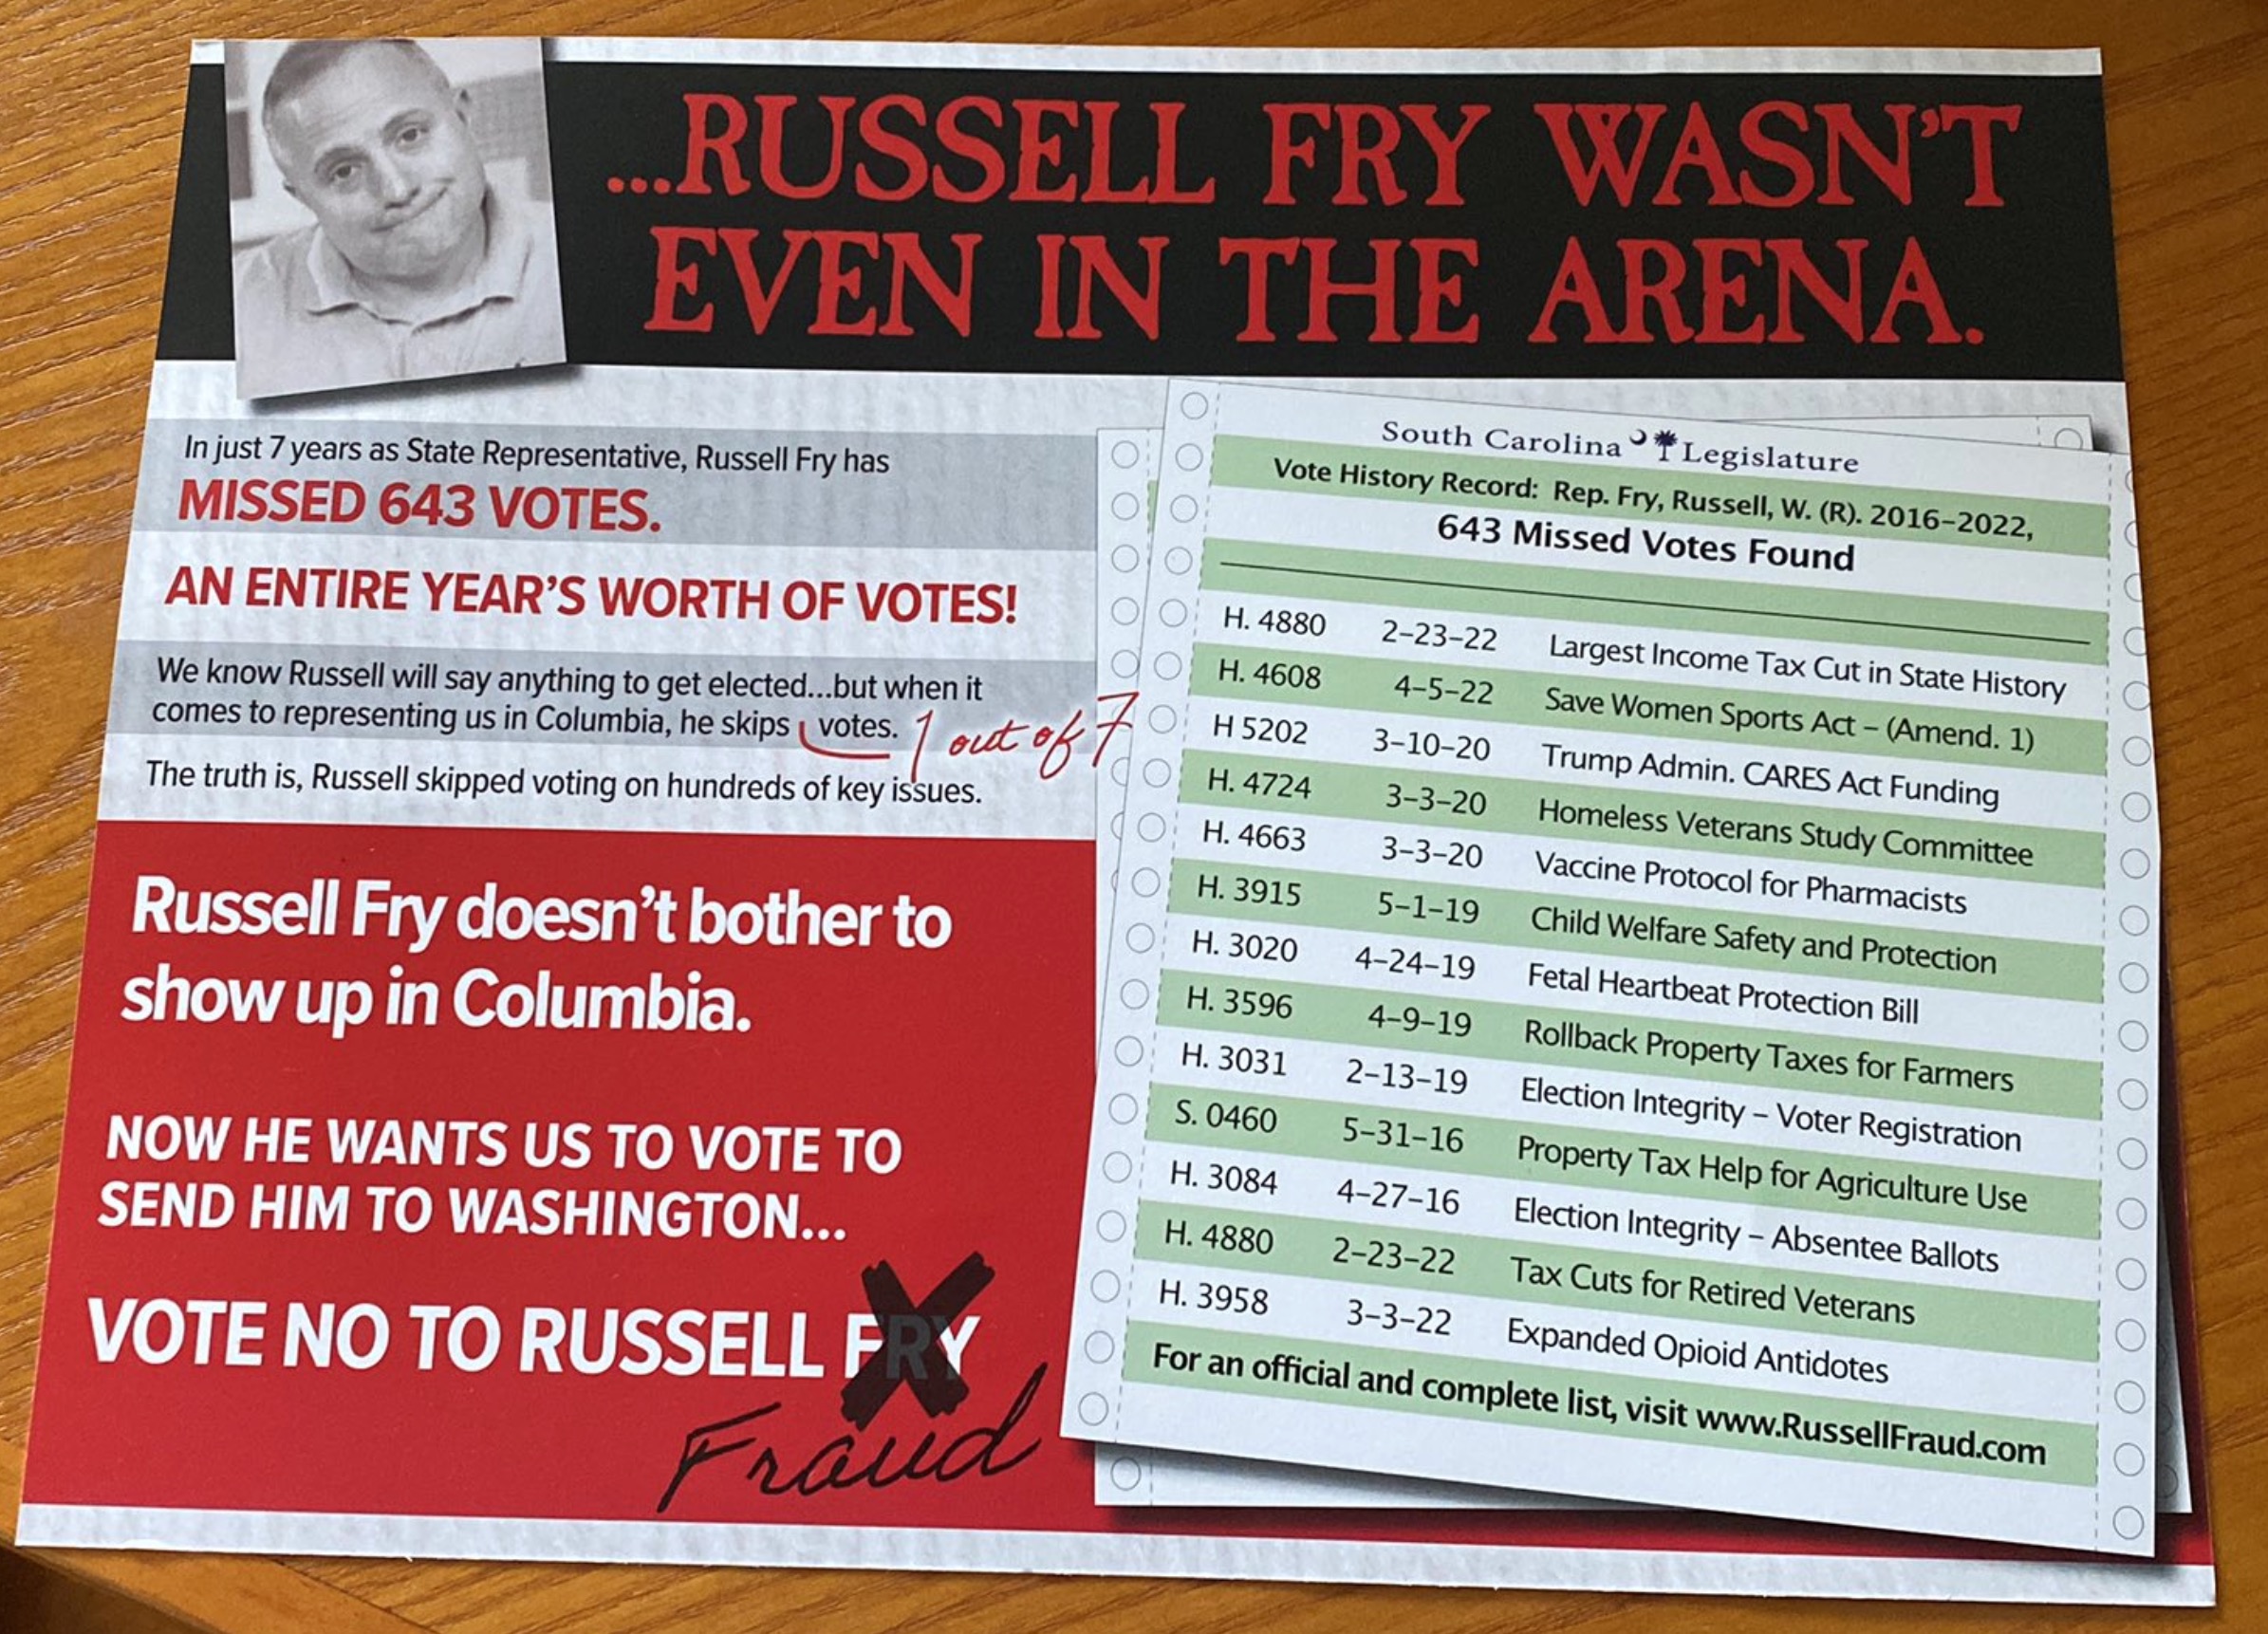 ...RUSSELL FRY WASN'T
EVEN IN THE ARENA.
In just 7 years as State Representative, Russell Fry has
MISSED 643 VOTES.
AN ENTIRE YEAR'S WORTH OF VOTES!
We know Russell will say anything to get elected...but when it
comes to representing us in Columbia, he skips votes.
1 out of 7
The truth is, Russell skipped voting on hundreds of key issues.
Russell Fry doesn't bother to
show up in Columbia.
NOW HE WANTS US TO VOTE TO
SEND HIM TO WASHINGTON...
VOTE NO TO RUSSELL FRY
Fraud
South Carolina Legislature
Vote History Record: Rep. Fry, Russell, W. (R). 2016-2022,
643 Missed Votes Found
H. 4880 2-23-22 Largest Income Tax Cut in State History
H. 4608 4-5-22 Save Women Sports Act - (Amend. 1)
H 5202 3-10-20 Trump Admin. CARES Act Funding
H. 4724 3-3-20 Homeless Veterans Study Committee
H. 4663 3-3-20 Vaccine Protocol for Pharmacists
H. 3915 5-1-19 Child Welfare Safety and Protection
H. 3020 4-24-19 Fetal Heartbeat Protection Bill
H. 3596 4-9-19 Rollback Property Taxes for Farmers
H. 3031 2-13-19 Election Integrity - Voter Registration
S. 0460 5-31-16 Property Tax Help for Agriculture Use
H. 3084 4-27-16 Election Integrity - Absentee Ballots
H. 4880 2-23-22 Tax Cuts for Retired Veterans
H. 3958 3-3-22 Expanded Opioid Antidotes
For an official and complete list, visit www.RussellFraud.com